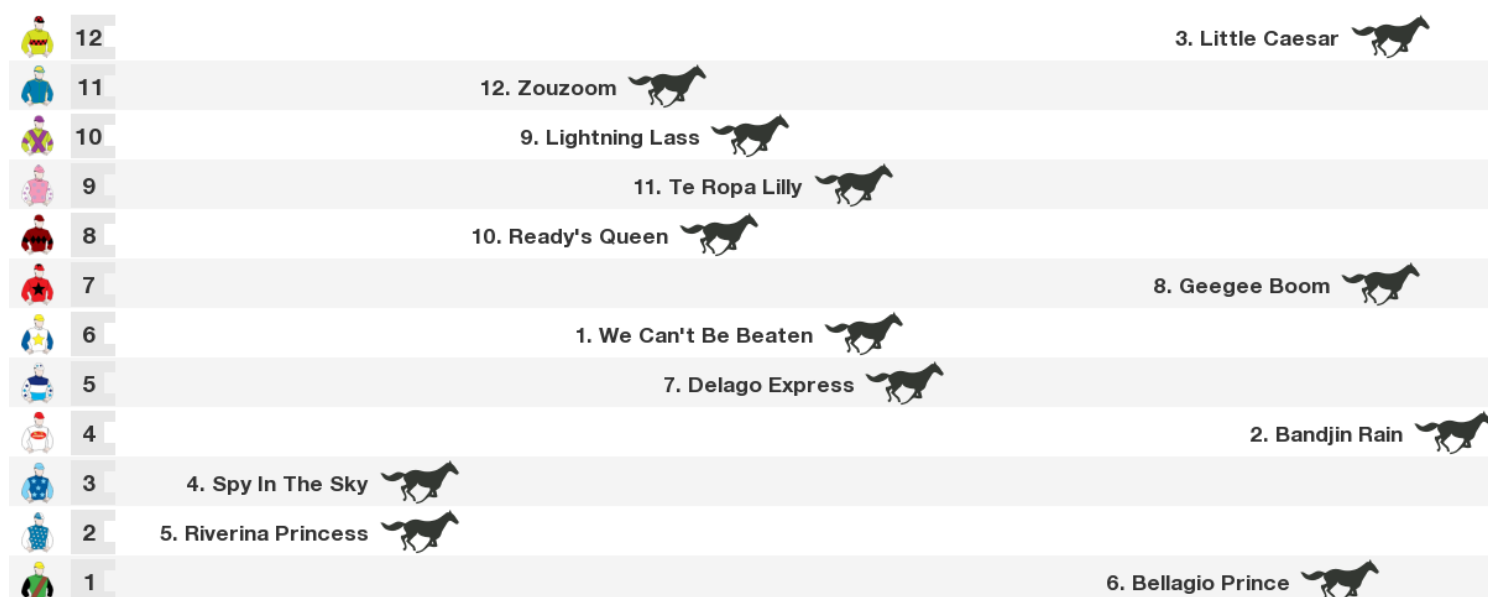 12 3. Little Caesar
11 12. Zouzoom
10 9. Lightning Lass
9 11. Te Ropa Lilly
8 10. Ready's Queen
7 8. Geegee Boom
6 1. We Can't Be Beaten
5 7. Delago Express
4 2. Bandjin Rain
3 4. Spy In The Sky
2 5. Riverina Princess
1 6. Bellagio Prince